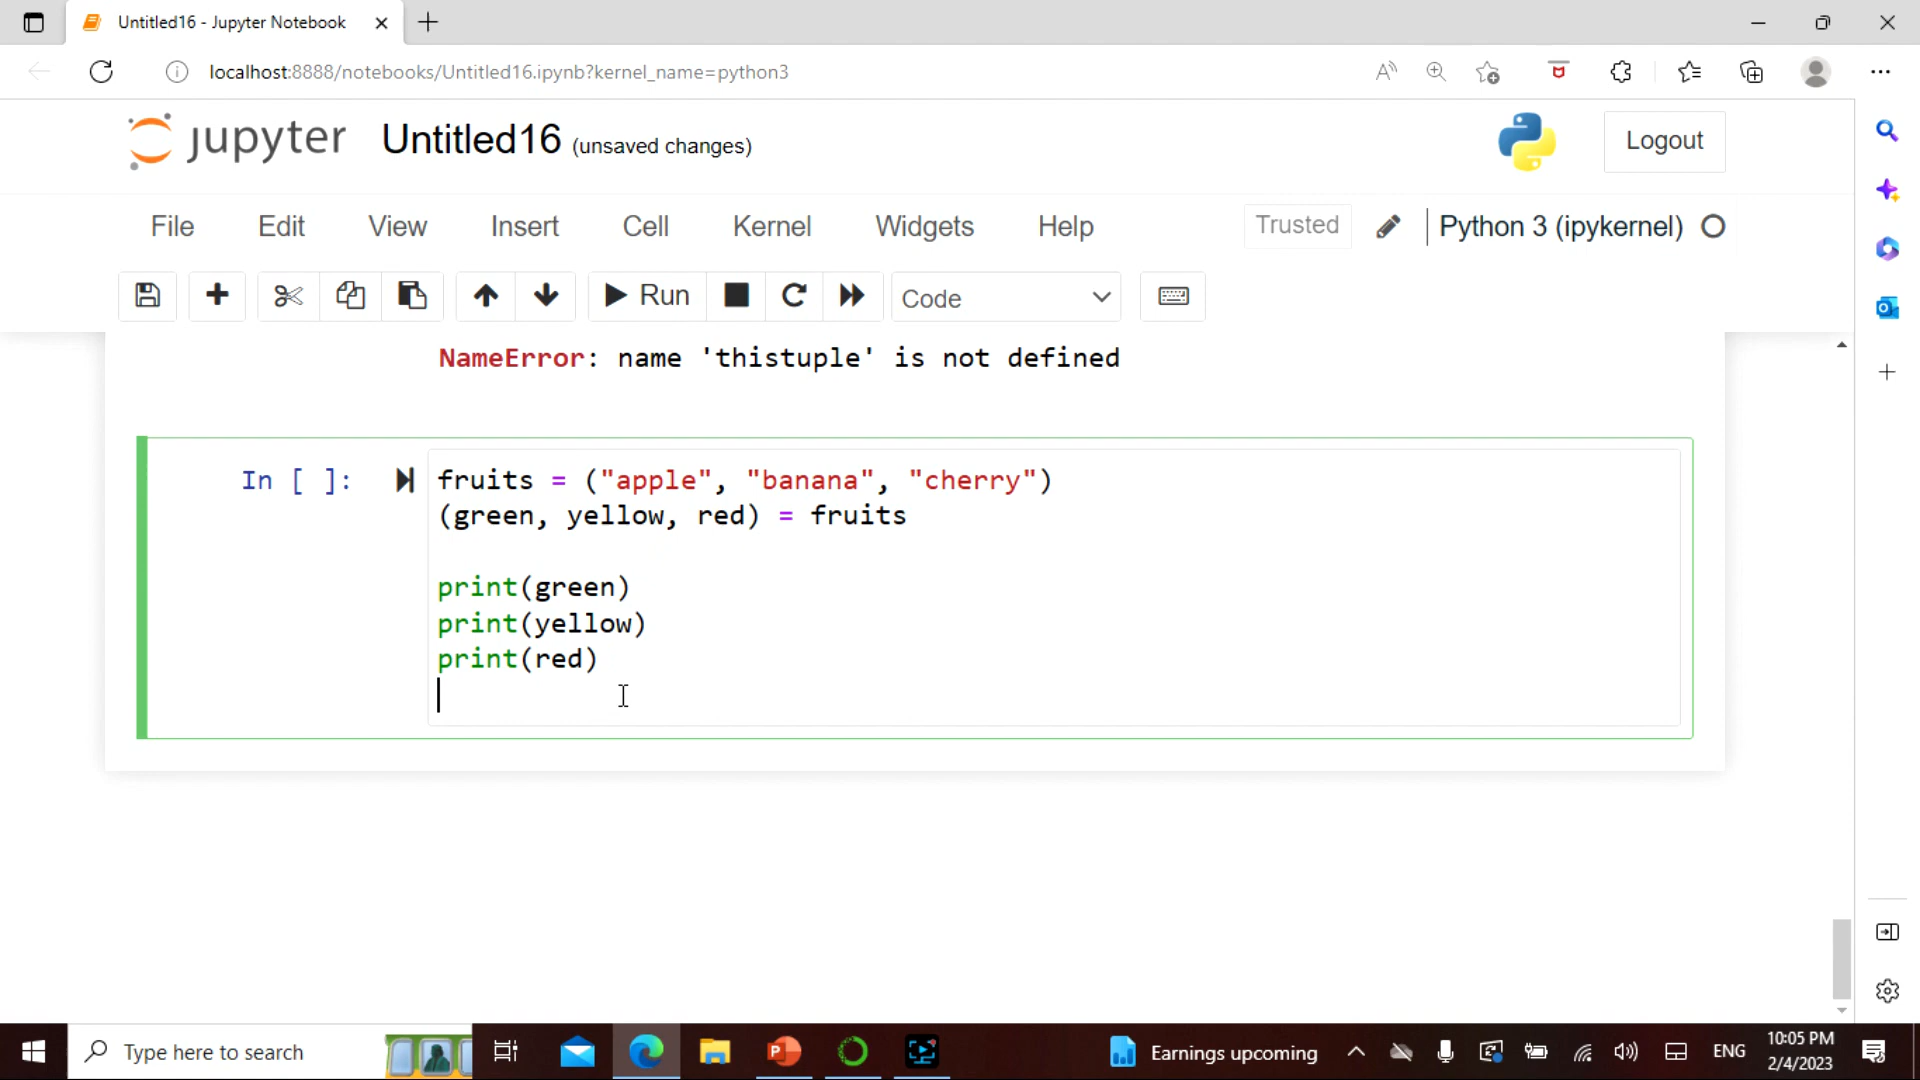 Untitled16 - Jupyter Notebook
localhost:8888/notebooks/Untitled16.ipynb?kernel_name=python3
jupyter Untitled16 (unsaved changes)
Logout
File Edit View Insert Cell Kernel Widgets Help Trusted Python 3 (ipykernel)
Run Code
NameError: name 'thistuple' is not defined
In [ ]: fruits = ("apple", "banana", "cherry")
(green, yellow, red) = fruits
print(green)
print(yellow)
print(red)
Type here to search
Earnings upcoming
ENG
10:05 PM
2/4/2023